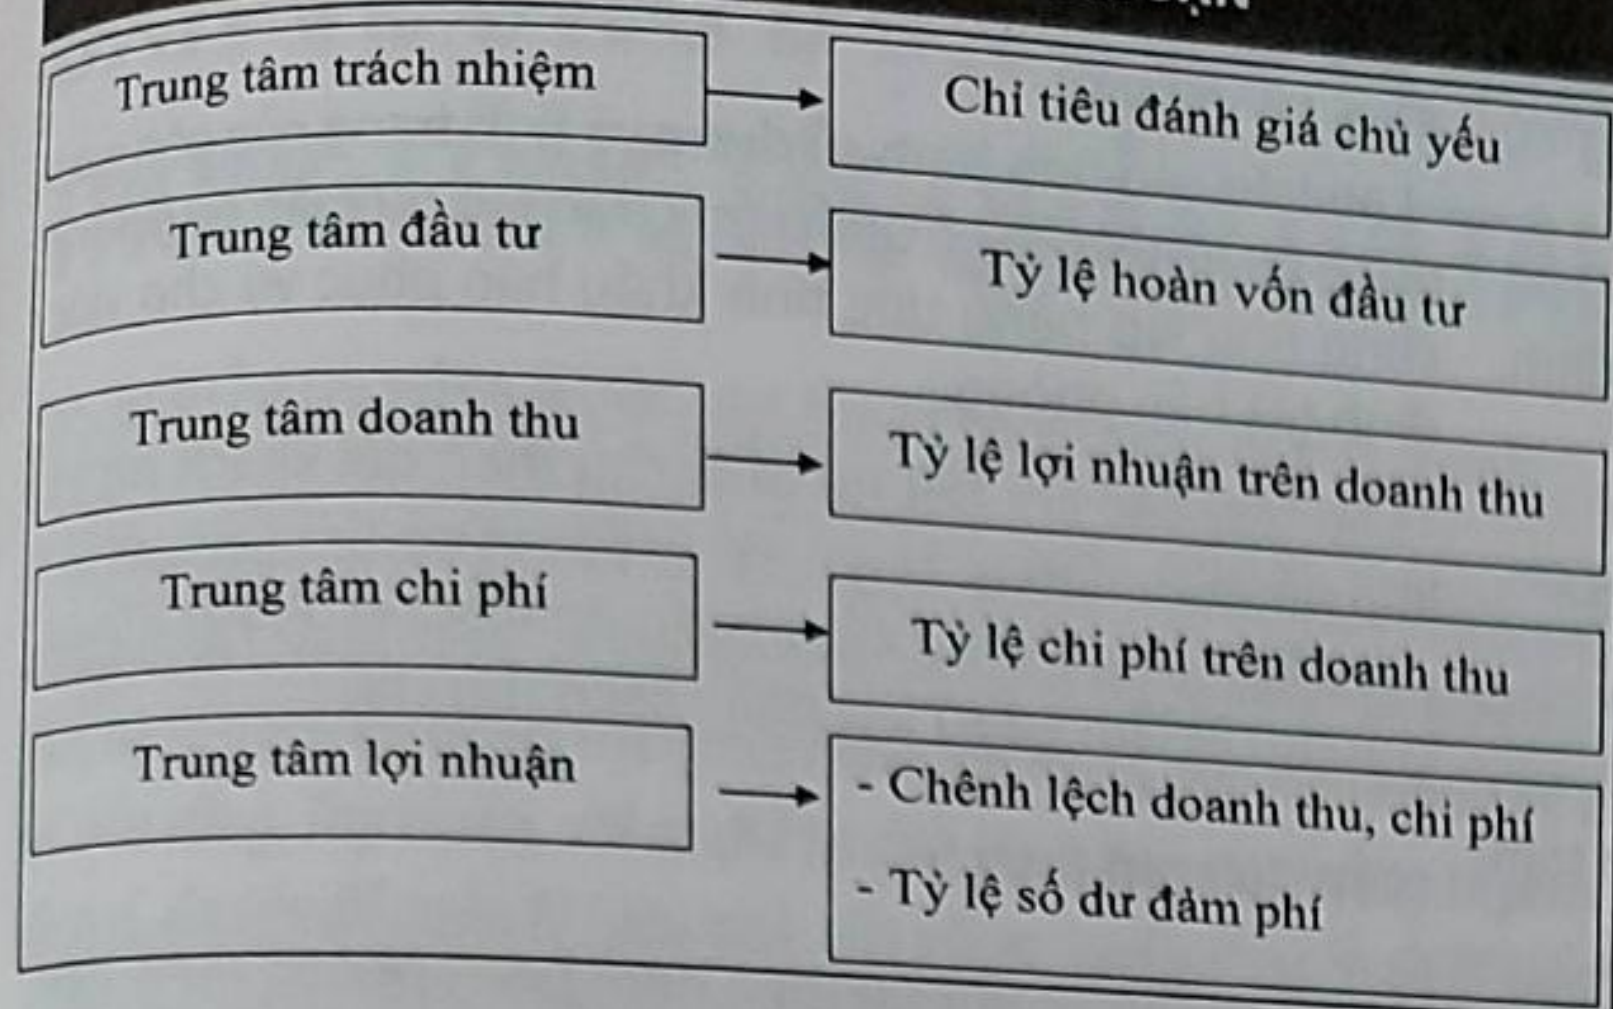 Trung tâm trách nhiệm
Chỉ tiêu đánh giá chủ yếu
Trung tâm đầu tư
Tỷ lệ hoàn vốn đầu tư
Trung tâm doanh thu
Tỷ lệ lợi nhuận trên doanh thu
Trung tâm chi phí
Tỷ lệ chi phí trên doanh thu
Trung tâm lợi nhuận
- Chênh lệch doanh thu, chi phí
- Tỷ lệ số dư đảm phí